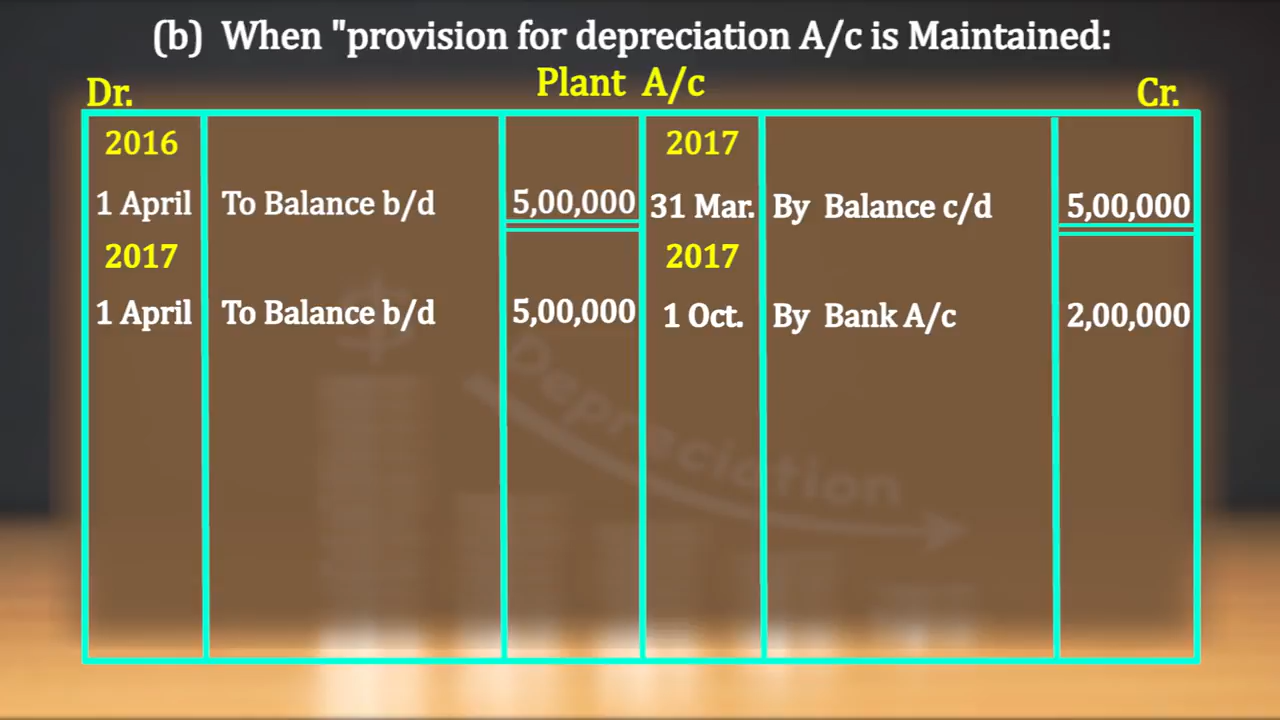 (b) When "provision for depreciation A/c is Maintained:
Plant A/c
Dr. Cr.
2016 2017
1 April To Balance b/d 5,00,000 31 Mar. By Balance c/d 5,00,000
2017 2017
1 April To Balance b/d 5,00,000 1 Oct. By Bank A/c 2,00,000
$
Depreciation